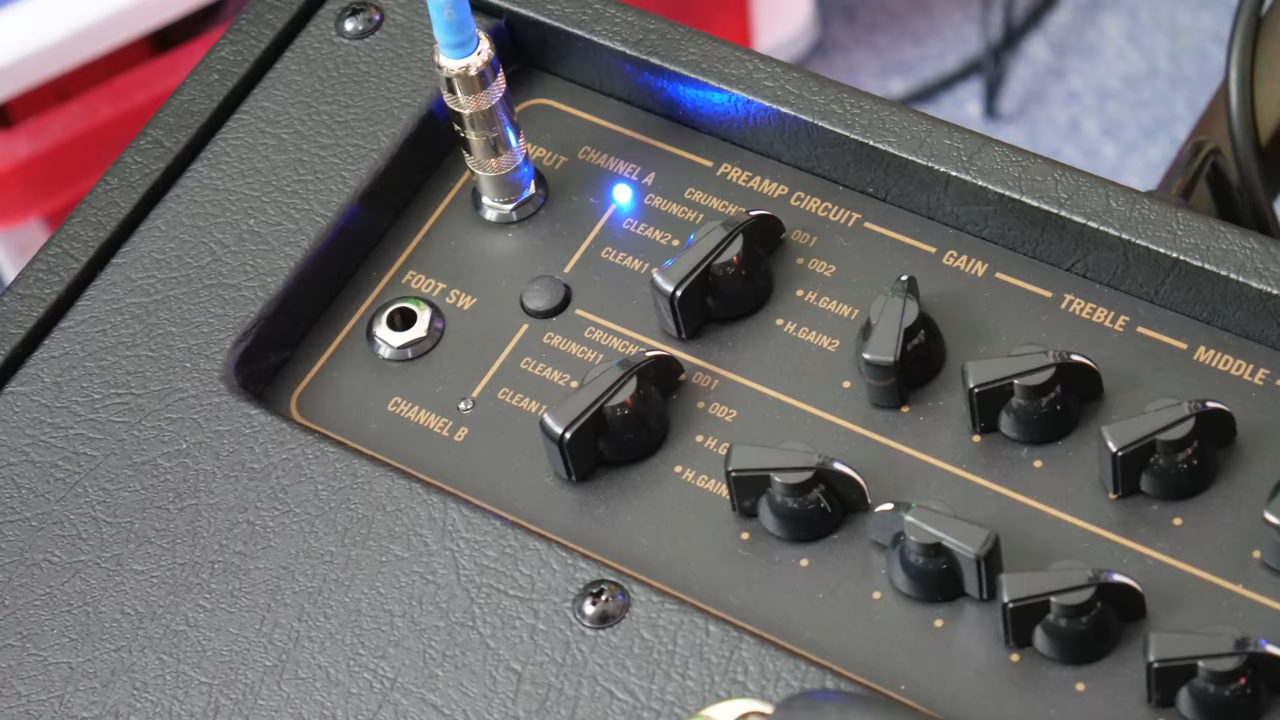 INPUT
CHANNEL A
PREAMP CIRCUIT
GAIN
TREBLE
MIDDLE
CRUNCH1
CLEAN2
CLEAN1
OD1
OD2
H.GAIN1
H.GAIN2
FOOT SW
CHANNEL B
CRUNCH1
CLEAN2
CLEAN1
OD1
OD2